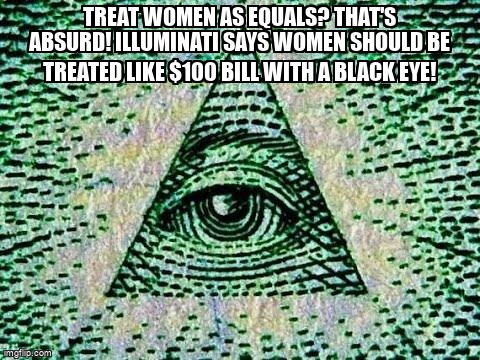 TREAT WOMEN AS EQUALS? THAT'S
ABSURD! ILLUMINATI SAYS WOMEN SHOULD BE
TREATED LIKE $100 BILL WITH A BLACK EYE!
imgflip.com